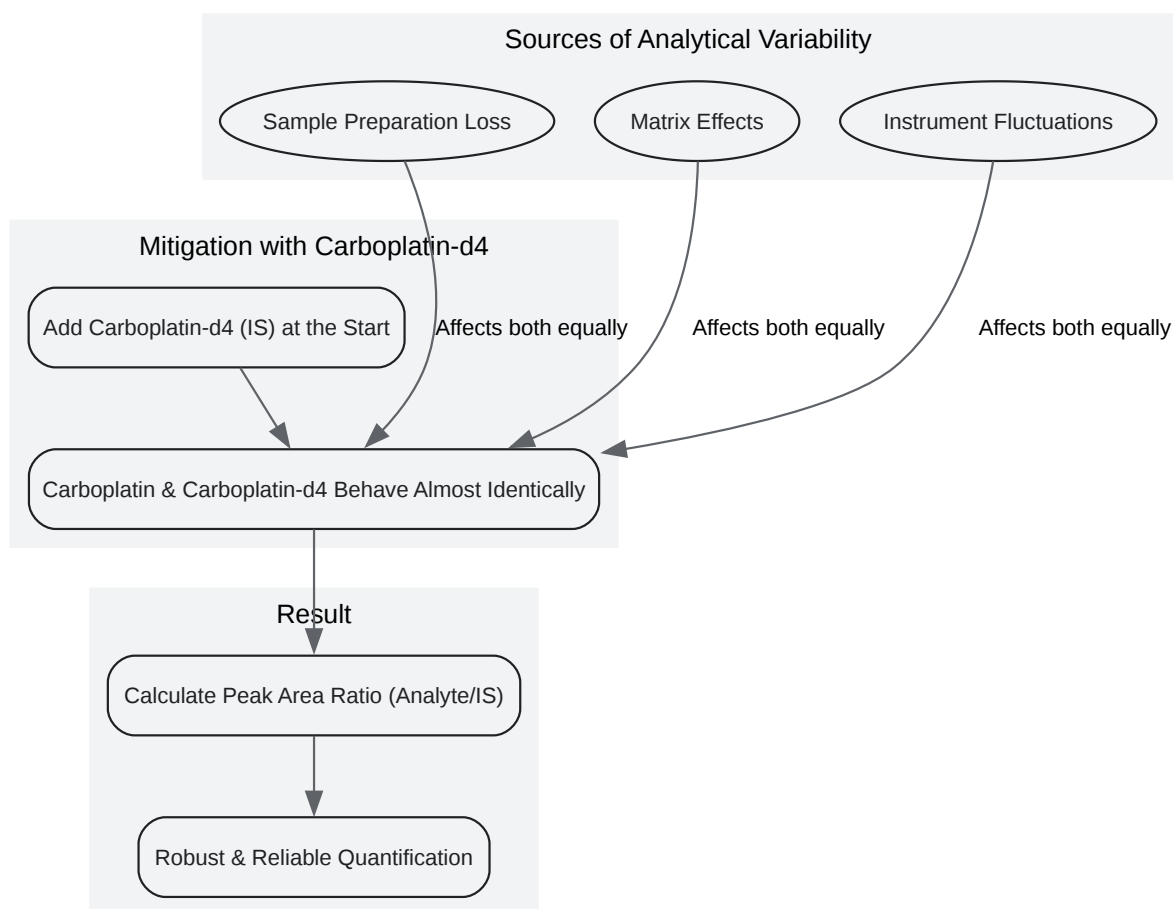 Sources of Analytical Variability
Sample Preparation Loss
Matrix Effects
Instrument Fluctuations
Mitigation with Carboplatin-d4
Add Carboplatin-d4 (IS) at the Start
Affects both equally
Affects both equally
Affects both equally
Carboplatin & Carboplatin-d4 Behave Almost Identically
Result
Calculate Peak Area Ratio (Analyte/IS)
Robust & Reliable Quantification